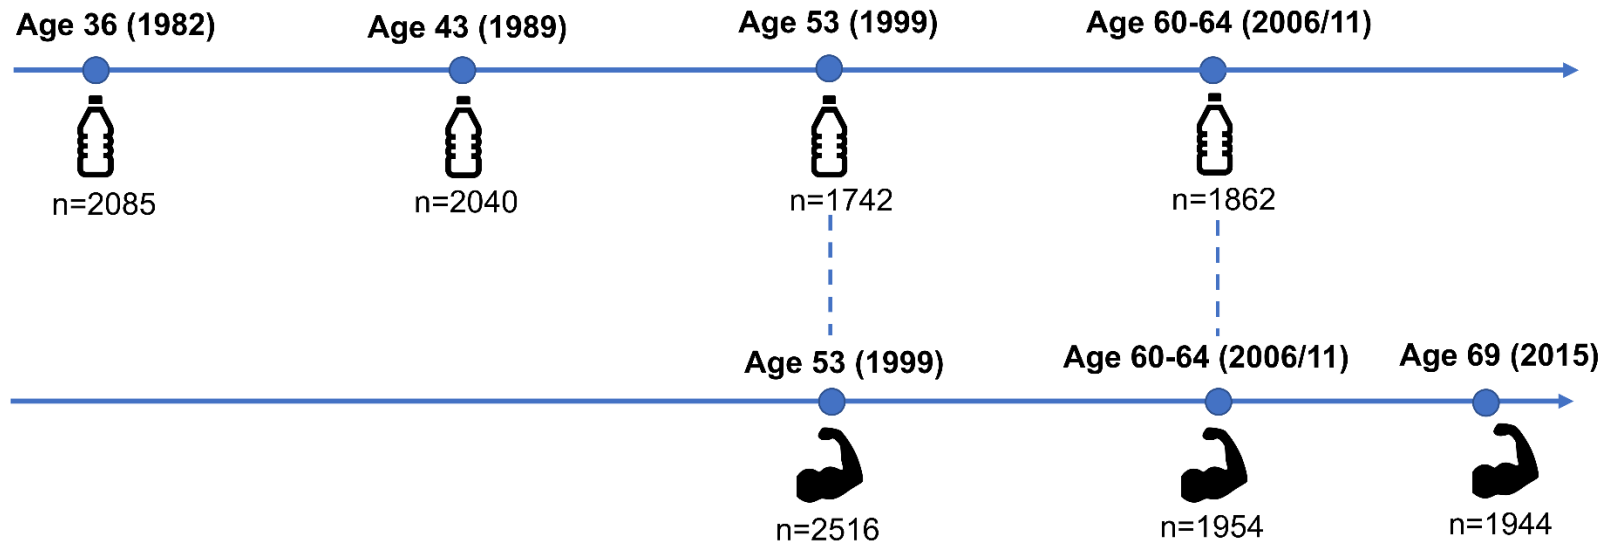 Age 36 (1982)
Age 43 (1989)
Age 53 (1999)
Age 60-64 (2006/11)
n=2085
n=2040
n=1742
n=1862
Age 53 (1999)
Age 60-64 (2006/11)
Age 69 (2015)
n=2516
n=1954
n=1944